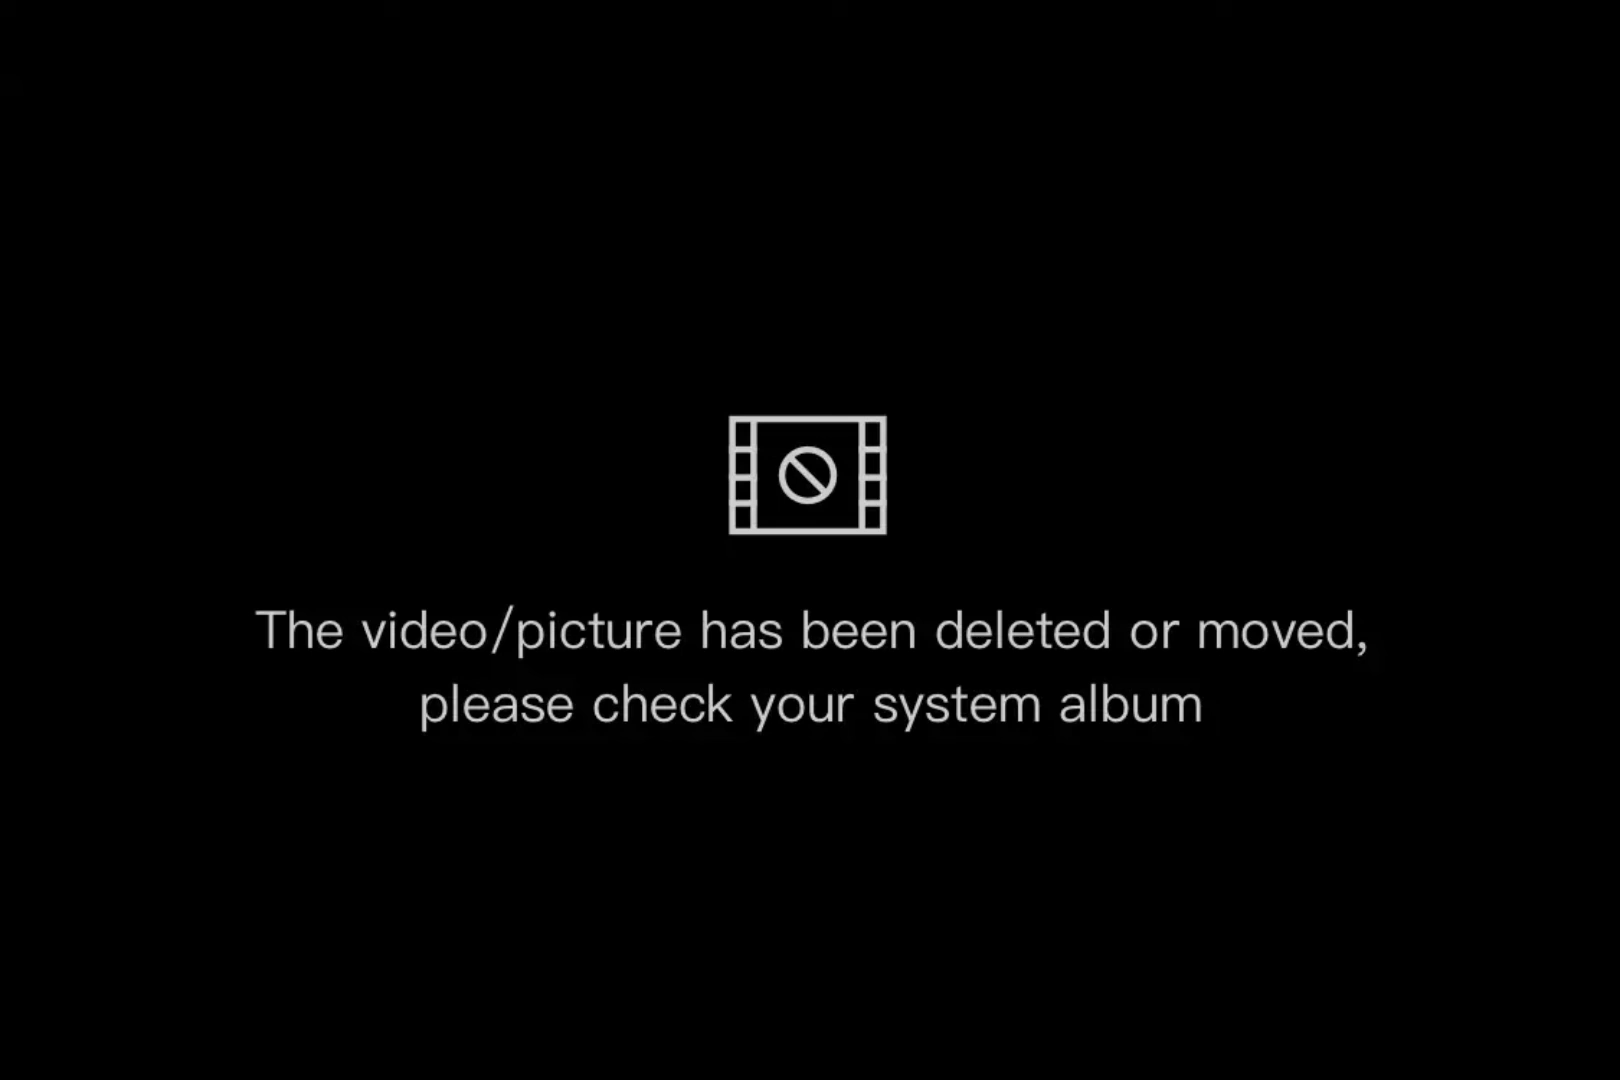 The video/picture has been deleted or moved,
please check your system album